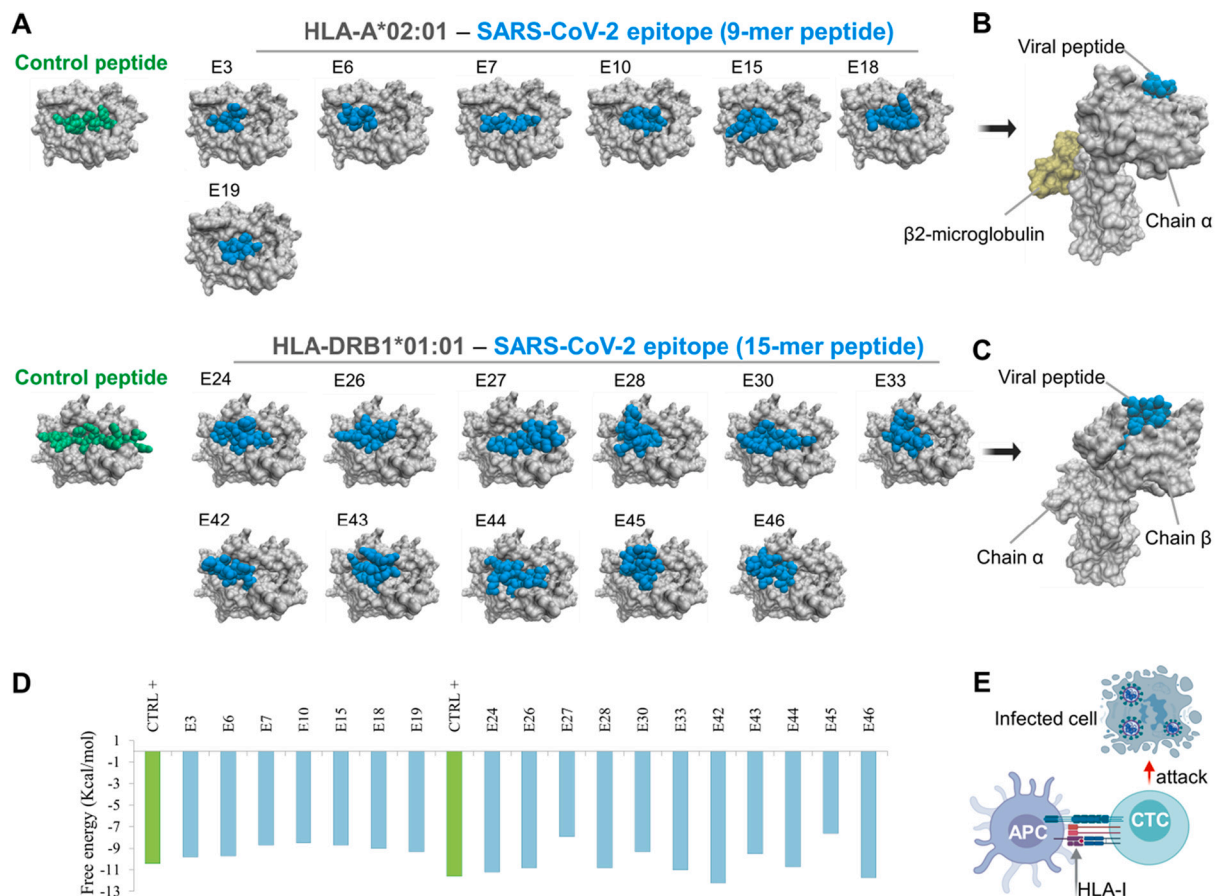 A
HLA-A*02:01 – SARS-CoV-2 epitope (9-mer peptide)
Control peptide
E3
E6
E7
E10
E15
E18
E19
B
Viral peptide
β2-microglobulin
Chain α
HLA-DRB1*01:01 – SARS-CoV-2 epitope (15-mer peptide)
Control peptide
E24
E26
E27
E28
E30
E33
E42
E43
E44
E45
E46
C
Viral peptide
Chain α
Chain β
D
CTRL +
E3
E6
E7
E10
E15
E18
E19
CTRL +
E24
E26
E27
E28
E30
E33
E42
E43
E44
E45
E46
Free energy (Kcal/mol)
1
-1
-3
-5
-7
-9
-11
-13
E
Infected cell
attack
APC
CTC
HLA-I